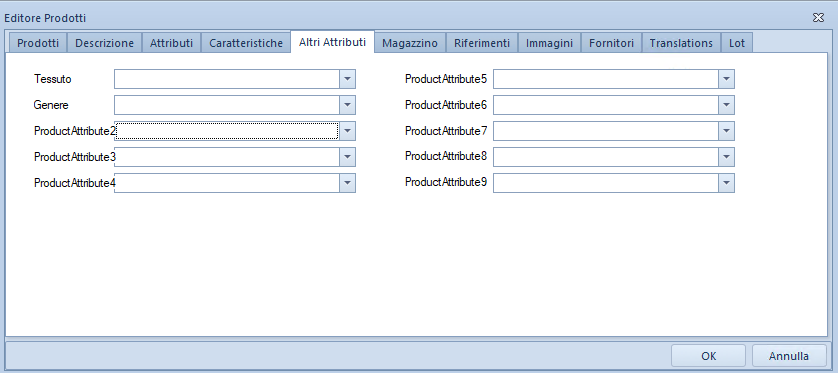 Editore Prodotti
Prodotti Descrizione Attributi Caratteristiche Altri Attributi Magazzino Riferimenti Immagini Fornitori Translations Lot
Tessuto ProductAttribute5
Genere ProductAttribute6
ProductAttribute2 ProductAttribute7
ProductAttribute3 ProductAttribute8
ProductAttribute4 ProductAttribute9
OK Annulla